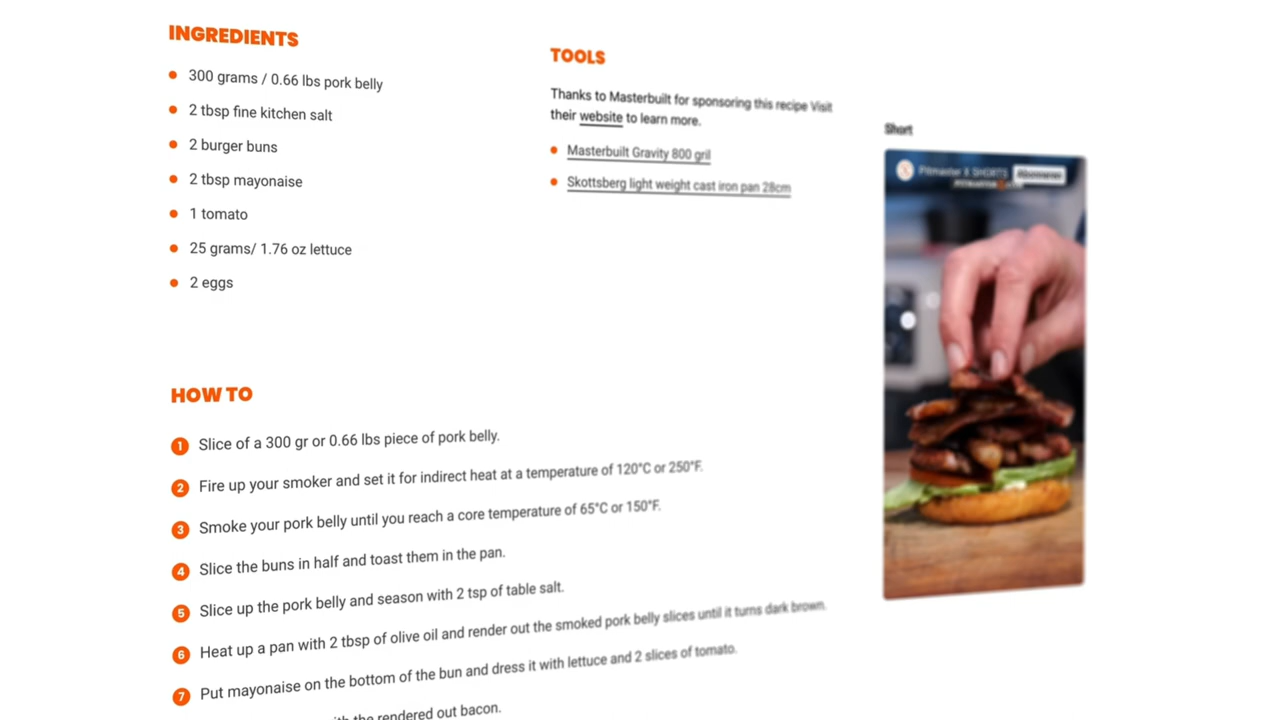 INGREDIENTS
300 grams / 0.66 lbs pork belly
2 tbsp fine kitchen salt
2 burger buns
2 tbsp mayonaise
1 tomato
25 grams/ 1.76 oz lettuce
2 eggs
TOOLS
Thanks to Masterbuilt for sponsoring this recipe Visit
their website to learn more.
Masterbuilt Gravity 800 gril
Skottsberg light weight cast iron pan 28cm
Short
Pitmaster X SHORTS
Abonneren
HOW TO
1 Slice of a 300 gr or 0.66 lbs piece of pork belly.
2 Fire up your smoker and set it for indirect heat at a temperature of 120°C or 250°F.
3 Smoke your pork belly until you reach a core temperature of 65°C or 150°F.
4 Slice the buns in half and toast them in the pan.
5 Slice up the pork belly and season with 2 tsp of table salt.
6 Heat up a pan with 2 tbsp of olive oil and render out the smoked pork belly slices until it turns dark brown.
7 Put mayonaise on the bottom of the bun and dress it with lettuce and 2 slices of tomato.
the rendered out bacon.